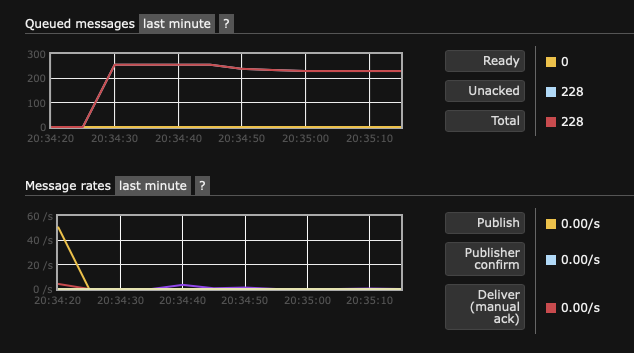 Queued messages last minute ?
300
200
100
0
20:34:20 20:34:30 20:34:40 20:34:50 20:35:00 20:35:10
Ready 0
Unacked 228
Total 228
Message rates last minute ?
60 /s
40 /s
20 /s
0 /s
20:34:20 20:34:30 20:34:40 20:34:50 20:35:00 20:35:10
Publish 0.00/s
Publisher
confirm 0.00/s
Deliver
(manual 0.00/s
ack)